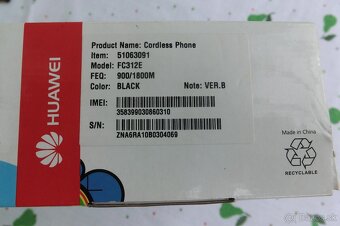 HUAWEI
Product Name: Cordless Phone
Item: 51063091
Model: FC312E
FEQ: 900/1800M
Color: BLACK Note: VER.B
IMEI:
358399030860310
S/N:
ZNA6RA10B0304069
Made in China
RECYCLABLE